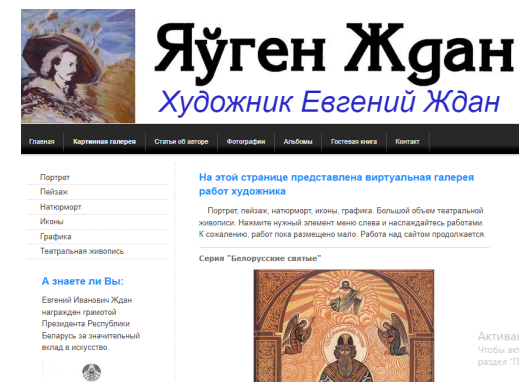 Яўген Ждан
Художник Евгений Ждан
Главная Картинная галерея Статьи об авторе Фотографии Альбомы Гостевая книга Контакт
Портрет
Пейзаж
Натюрморт
Иконы
Графика
Театральная живопись
А знаете ли Вы:
Евгений Иванович Ждан
награжден грамотой
Президента Республики
Беларусь за значительный
вклад в искусство.
На этой странице представлена виртуальная галерея
работ художника
Портрет, пейзаж, натюрморт, иконы, графика. Большой объем театральной
живописи. Нажмите нужный элемент меню слева и наслаждайтесь работами.
К сожалению, работ пока размещено мало. Работа над сайтом продолжается.
Серия "Белорусские святые"
Актива
Чтобы ак
раздел "П